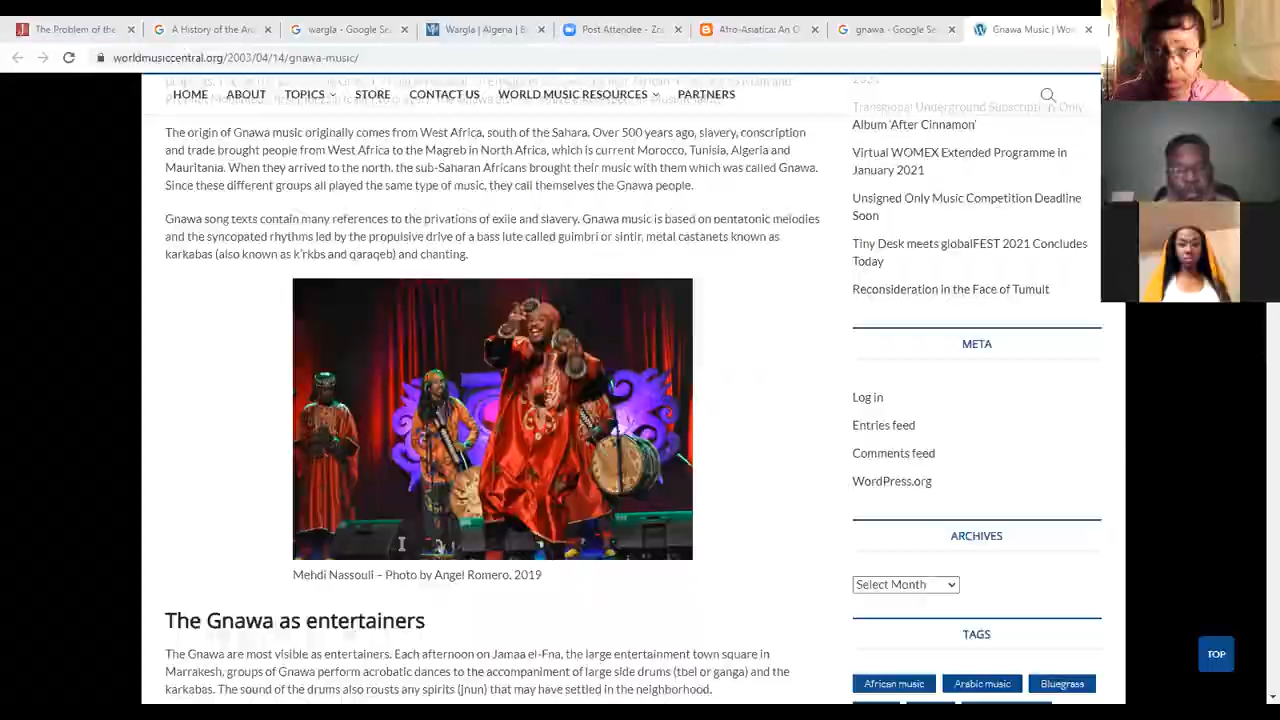 The Problem of the
A History of the Ara
wargla - Google Se
Wargla | Algeria | B
Post Attendee - Zo
Afro-Asiatica: An O
gnawa - Google Se
Gnawa Music | Wo
worldmusiccentral.org/2003/04/14/gnawa-music/
HOME ABOUT TOPICS STORE CONTACT US WORLD MUSIC RESOURCES PARTNERS
The origin of Gnawa music originally comes from West Africa, south of the Sahara. Over 500 years ago, slavery, conscription
and trade brought people from West Africa to the Magreb in North Africa, which is current Morocco, Tunisia, Algeria and
Mauritania. When they arrived to the north, the sub-Saharan Africans brought their music with them which was called Gnawa.
Since these different groups all played the same type of music, they call themselves the Gnawa people.
Gnawa song texts contain many references to the privations of exile and slavery. Gnawa music is based on pentatonic melodies
and the syncopated rhythms led by the propulsive drive of a bass lute called guimbri or sintir, metal castanets known as
karkabas (also known as k'rkbs and qaraqeb) and chanting.
Mehdi Nassouli – Photo by Angel Romero, 2019
The Gnawa as entertainers
The Gnawa are most visible as entertainers. Each afternoon on Jamaa el-Fna, the large entertainment town square in
Marrakesh, groups of Gnawa perform acrobatic dances to the accompaniment of large side drums (tbel or ganga) and the
karkabas. The sound of the drums also rousts any spirits (jnun) that may have settled in the neighborhood.
Transglobal Underground Subscription Only
Album 'After Cinnamon'
Virtual WOMEX Extended Programme in
January 2021
Unsigned Only Music Competition Deadline
Soon
Tiny Desk meets globalFEST 2021 Concludes
Today
Reconsideration in the Face of Tumult
META
Log in
Entries feed
Comments feed
WordPress.org
ARCHIVES
Select Month
TAGS
African music
Arabic music
Bluegrass
TOP